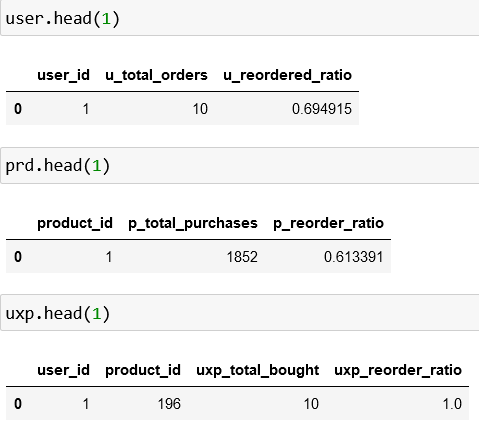 user.head(1)
user_id u_total_orders u_reordered_ratio
0 1 10 0.694915
prd.head(1)
product_id p_total_purchases p_reorder_ratio
0 1 1852 0.613391
uxp.head(1)
user_id product_id uxp_total_bought uxp_reorder_ratio
0 1 196 10 1.0